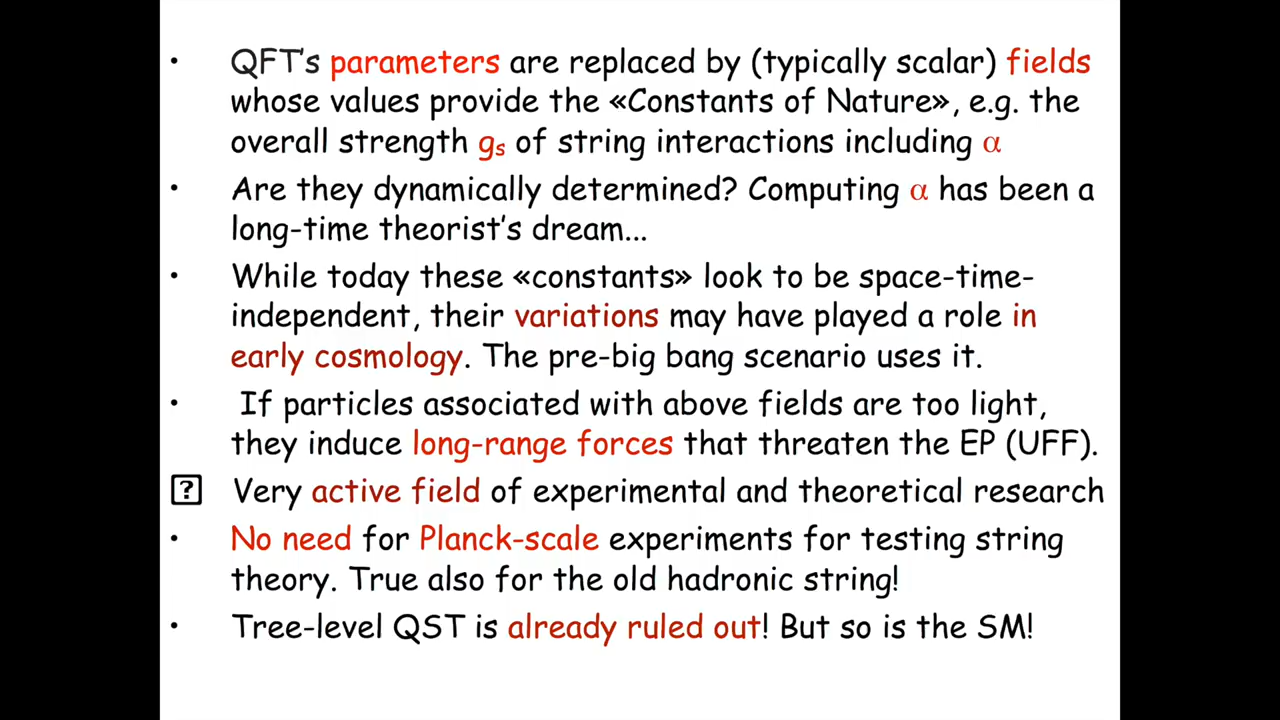 • QFT's parameters are replaced by (typically scalar) fields
whose values provide the «Constants of Nature», e.g. the
overall strength gs of string interactions including α
• Are they dynamically determined? Computing α has been a
long-time theorist's dream...
• While today these «constants» look to be space-time-
independent, their variations may have played a role in
early cosmology. The pre-big bang scenario uses it.
• If particles associated with above fields are too light,
they induce long-range forces that threaten the EP (UFF).
? Very active field of experimental and theoretical research
• No need for Planck-scale experiments for testing string
theory. True also for the old hadronic string!
• Tree-level QST is already ruled out! But so is the SM!